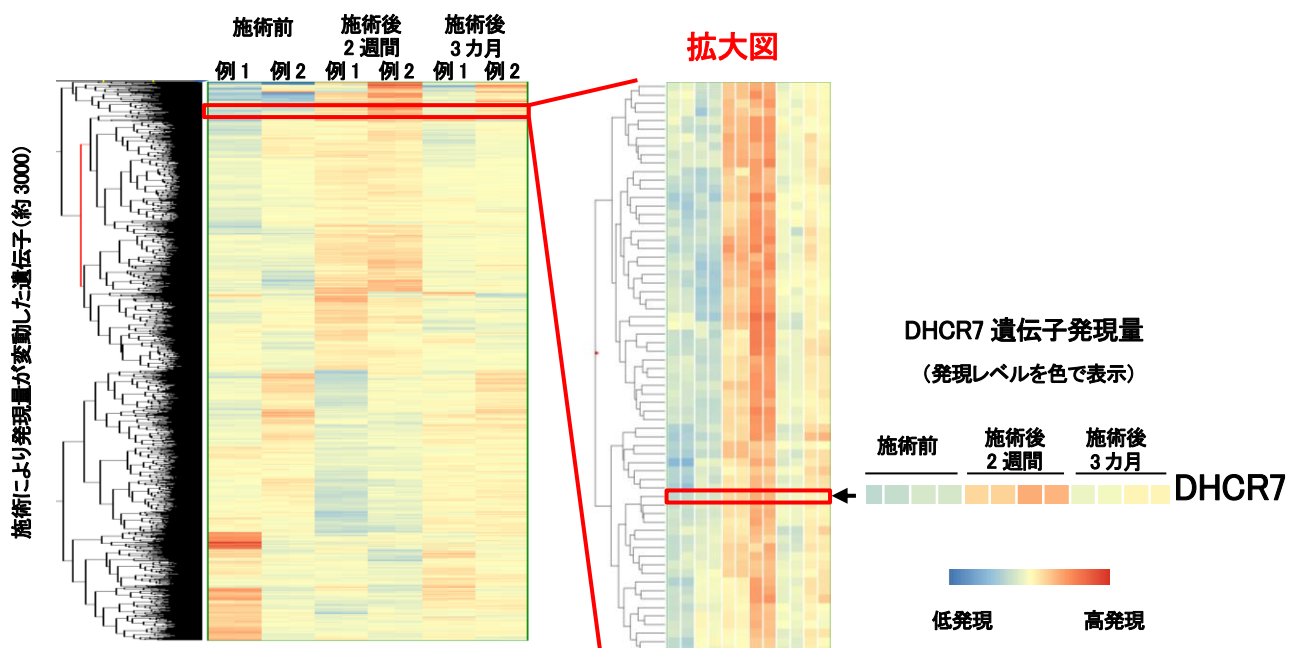 施術により発現量が変動した遺伝子(約 3000)
施術前
施術後
2 週間
施術後
3 カ月
例 1 例 2 例 1 例 2 例 1 例 2
拡大図
DHCR7 遺伝子発現量
(発現レベルを色で表示)
施術前
施術後
2 週間
施術後
3 カ月
DHCR7
低発現 高発現